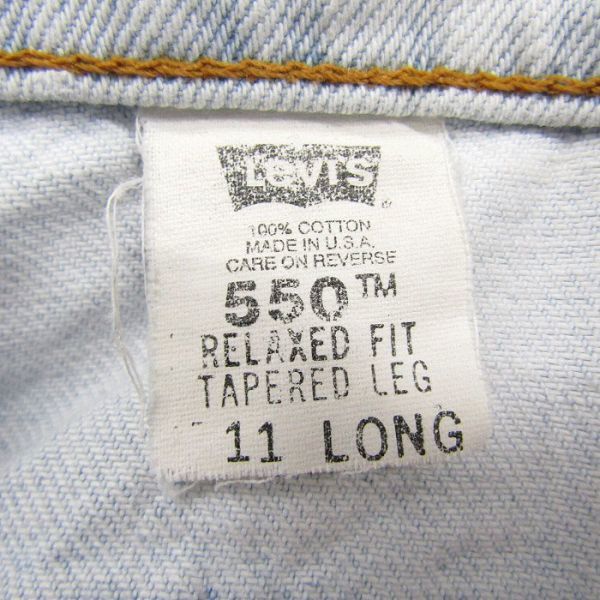 Levi's
100% COTTON
MADE IN U.S.A.
CARE ON REVERSE
550™
RELAXED FIT
TAPERED LEG
11 LONG